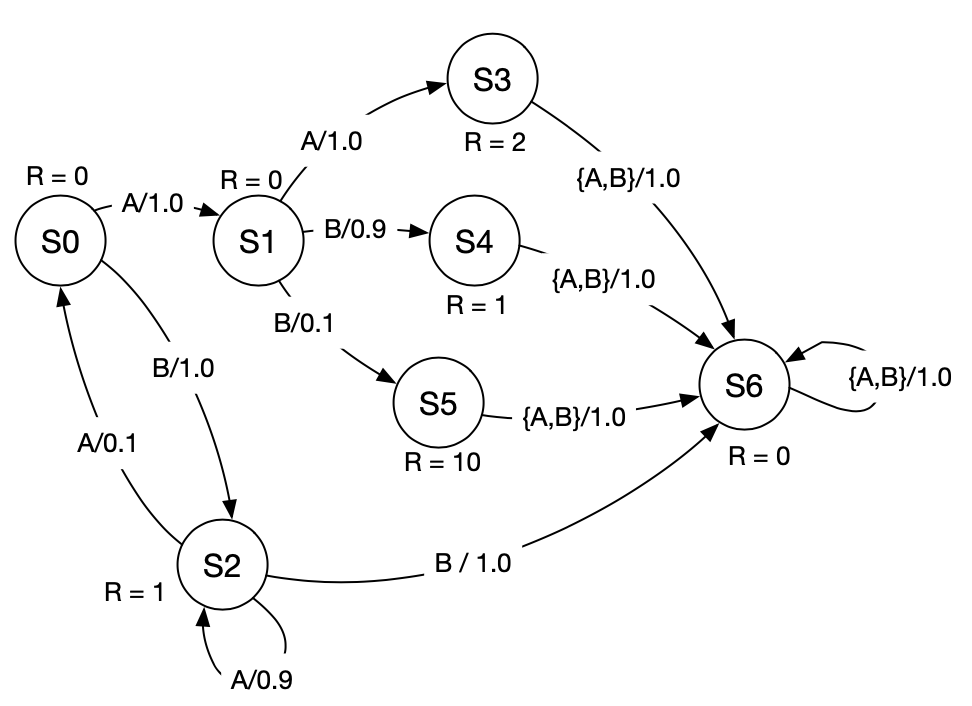 S3
A/1.0
R = 2
R = 0
R = 0
{A,B}/1.0
A/1.0
B/0.9
S0
S1
S4
{A,B}/1.0
R = 1
B/0.1
B/1.0
S6
{A,B}/1.0
S5
{A,B}/1.0
A/0.1
R = 10
R = 0
S2
B / 1.0
R = 1
A/0.9